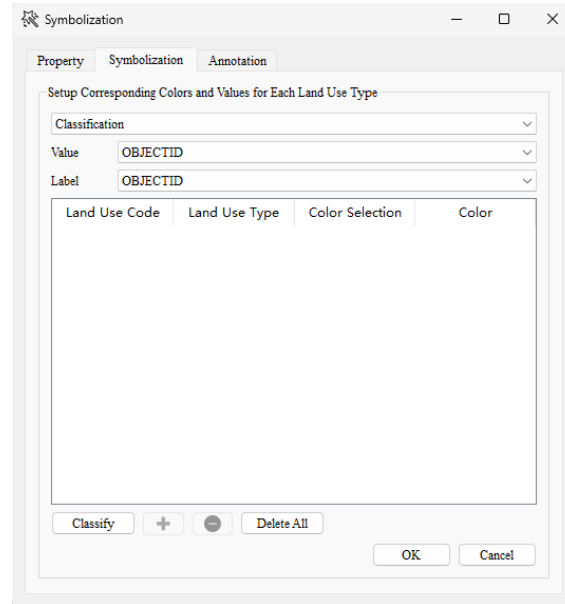 Symbolization
Property Symbolization Annotation
Setup Corresponding Colors and Values for Each Land Use Type
Classification
Value OBJECTID
Label OBJECTID
Land Use Code Land Use Type Color Selection Color
Classify Delete All
OK Cancel